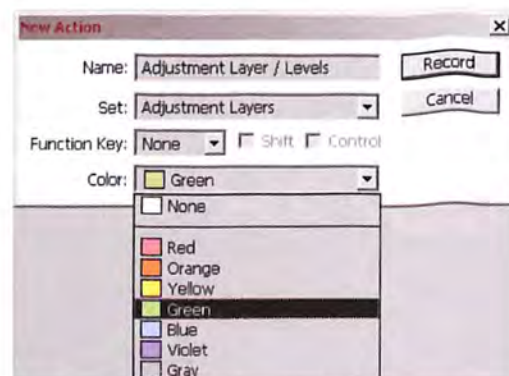 New Action
Name: Adjustment Layer / Levels Record
Set: Adjustment Layers Cancel
Function Key: None Shift Control
Color: Green
None
Red
Orange
Yellow
Green
Blue
Violet
Gray